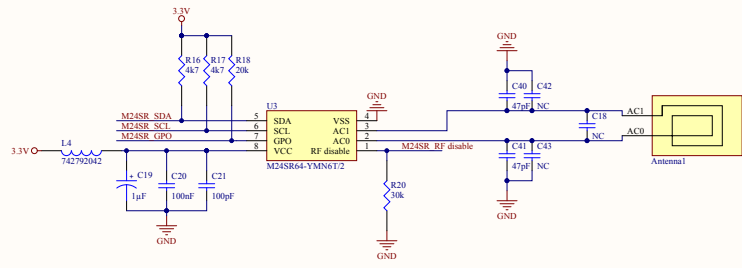 3.3V
R16
4k7
R17
4k7
R18
20k
M24SR_SDA
M24SR_SCL
M24SR_GPO
5
6
7
8
U3
SDA
SCL
GPO
VCC
VSS
AC1
AC0
RF disable
4
3
2
1
M24SR64-YMN6T/2
GND
3.3V
L4
742792042
+
C19
1µF
C20
100nF
C21
100pF
GND
M24SR_RF disable
R20
30k
GND
GND
C40
47pF
C42
NC
C18
NC
C41
47pF
C43
NC
GND
AC1
AC0
Antenna1